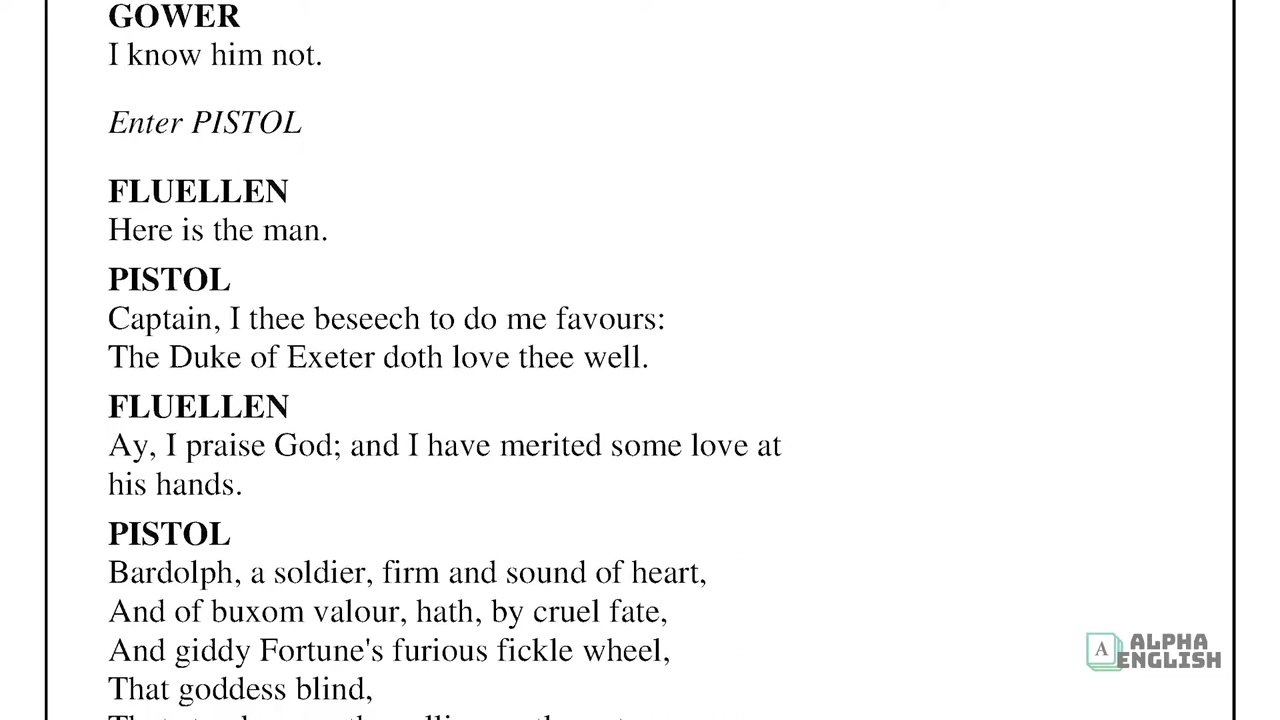 GOWER
I know him not.
Enter PISTOL
FLUELLEN
Here is the man.
PISTOL
Captain, I thee beseech to do me favours:
The Duke of Exeter doth love thee well.
FLUELLEN
Ay, I praise God; and I have merited some love at
his hands.
PISTOL
Bardolph, a soldier, firm and sound of heart,
And of buxom valour, hath, by cruel fate,
And giddy Fortune's furious fickle wheel,
That goddess blind,
A ALPHA
ENGLISH